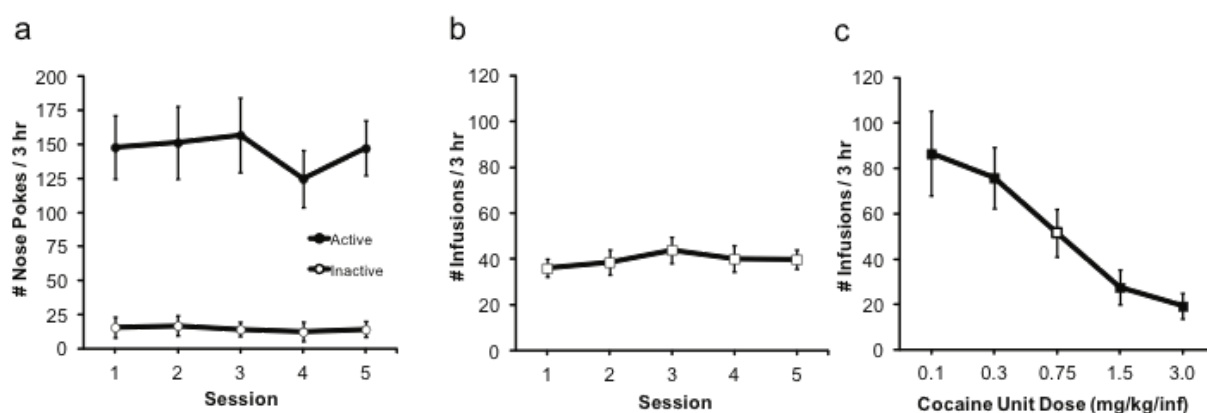 a
# Nose Pokes / 3 hr
200
175
150
125
100
75
50
25
0
Active
Inactive
1 2 3 4 5
Session
b
# Infusions / 3 hr
120
100
80
60
40
20
0
1 2 3 4 5
Session
c
# Infusions / 3 hr
120
100
80
60
40
20
0
0.1 0.3 0.75 1.5 3.0
Cocaine Unit Dose (mg/kg/inf)